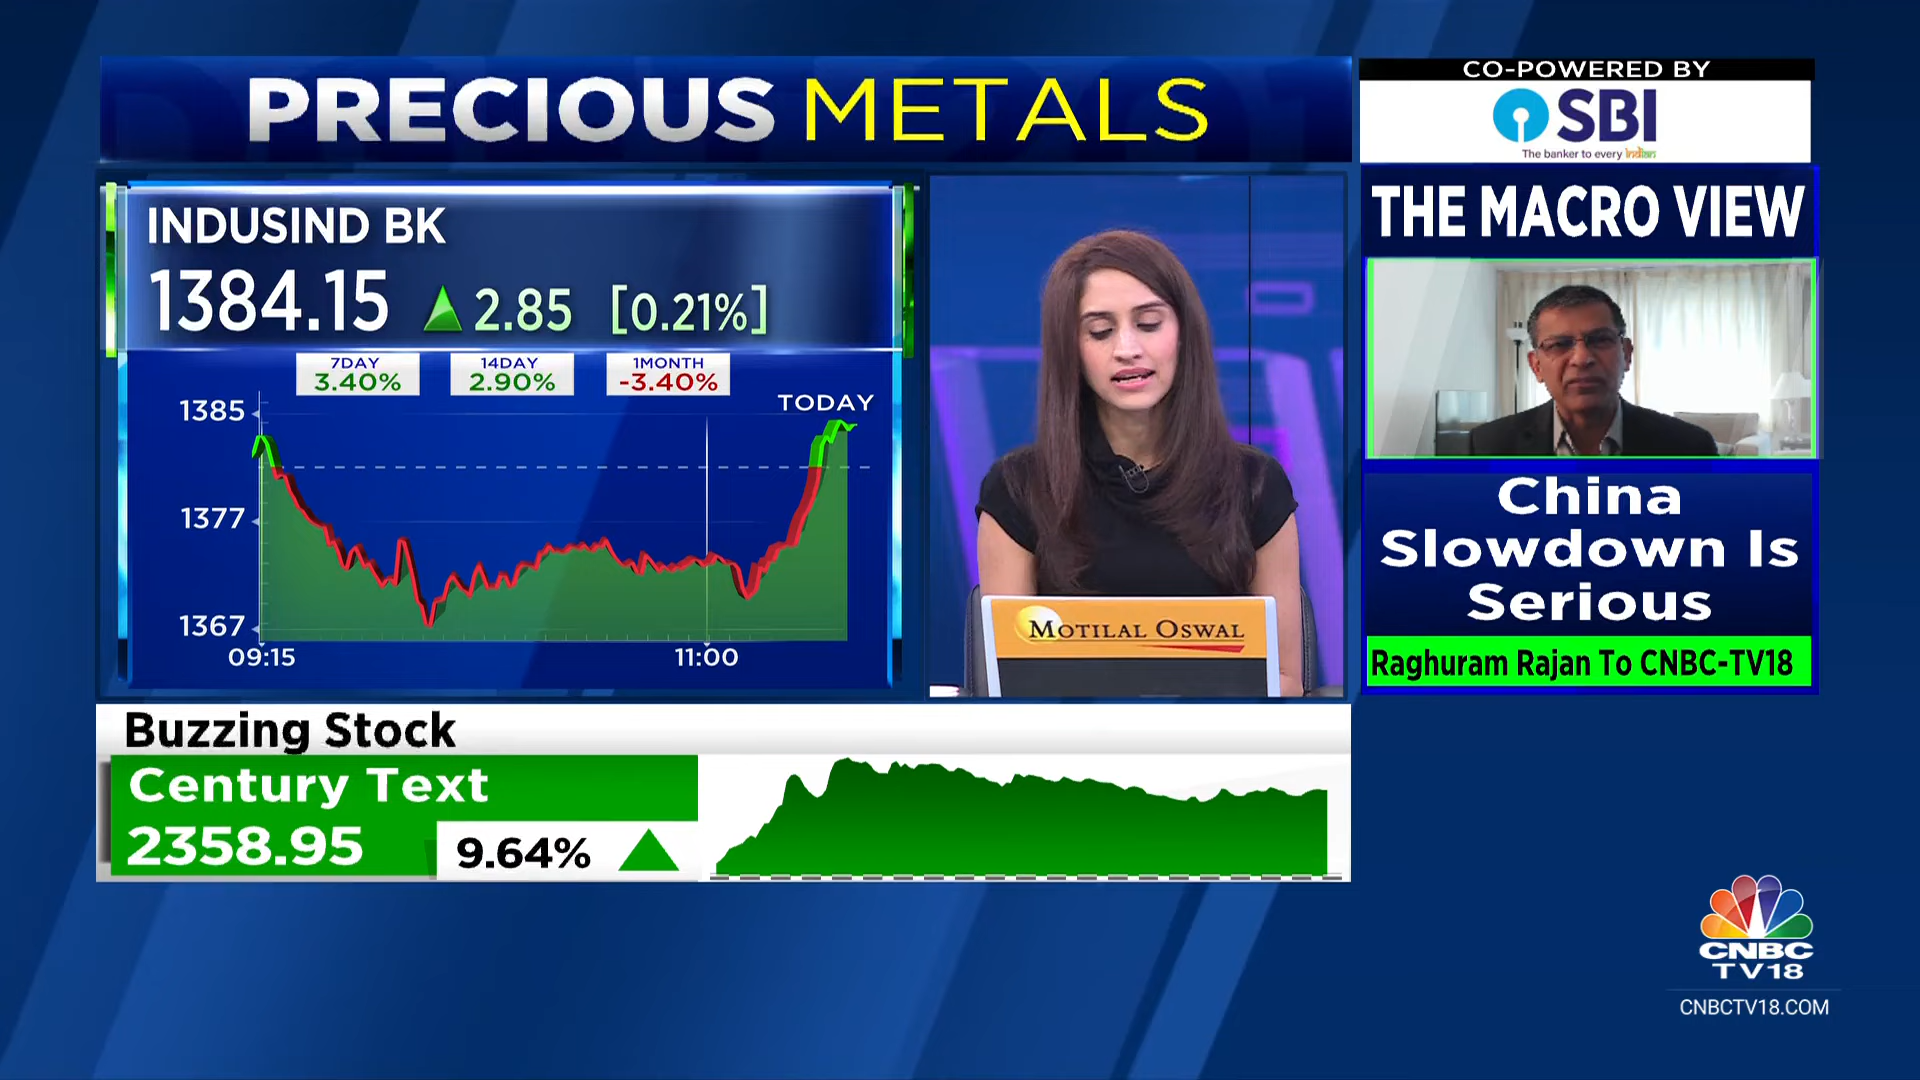 PRECIOUS METALS
CO-POWERED BY
SBI
The banker to every indian
INDUSIND BK
1384.15 ▲ 2.85 [0.21%]
7DAY
3.40%
14DAY
2.90%
1MONTH
-3.40%
TODAY
1385
1377
1367
09:15
11:00
MOTILAL OSWAL
THE MACRO VIEW
China
Slowdown Is
Serious
Raghuram Rajan To CNBC-TV18
Buzzing Stock
Century Text
2358.95
9.64%
CNBC
TV18
CNBCTV18.COM